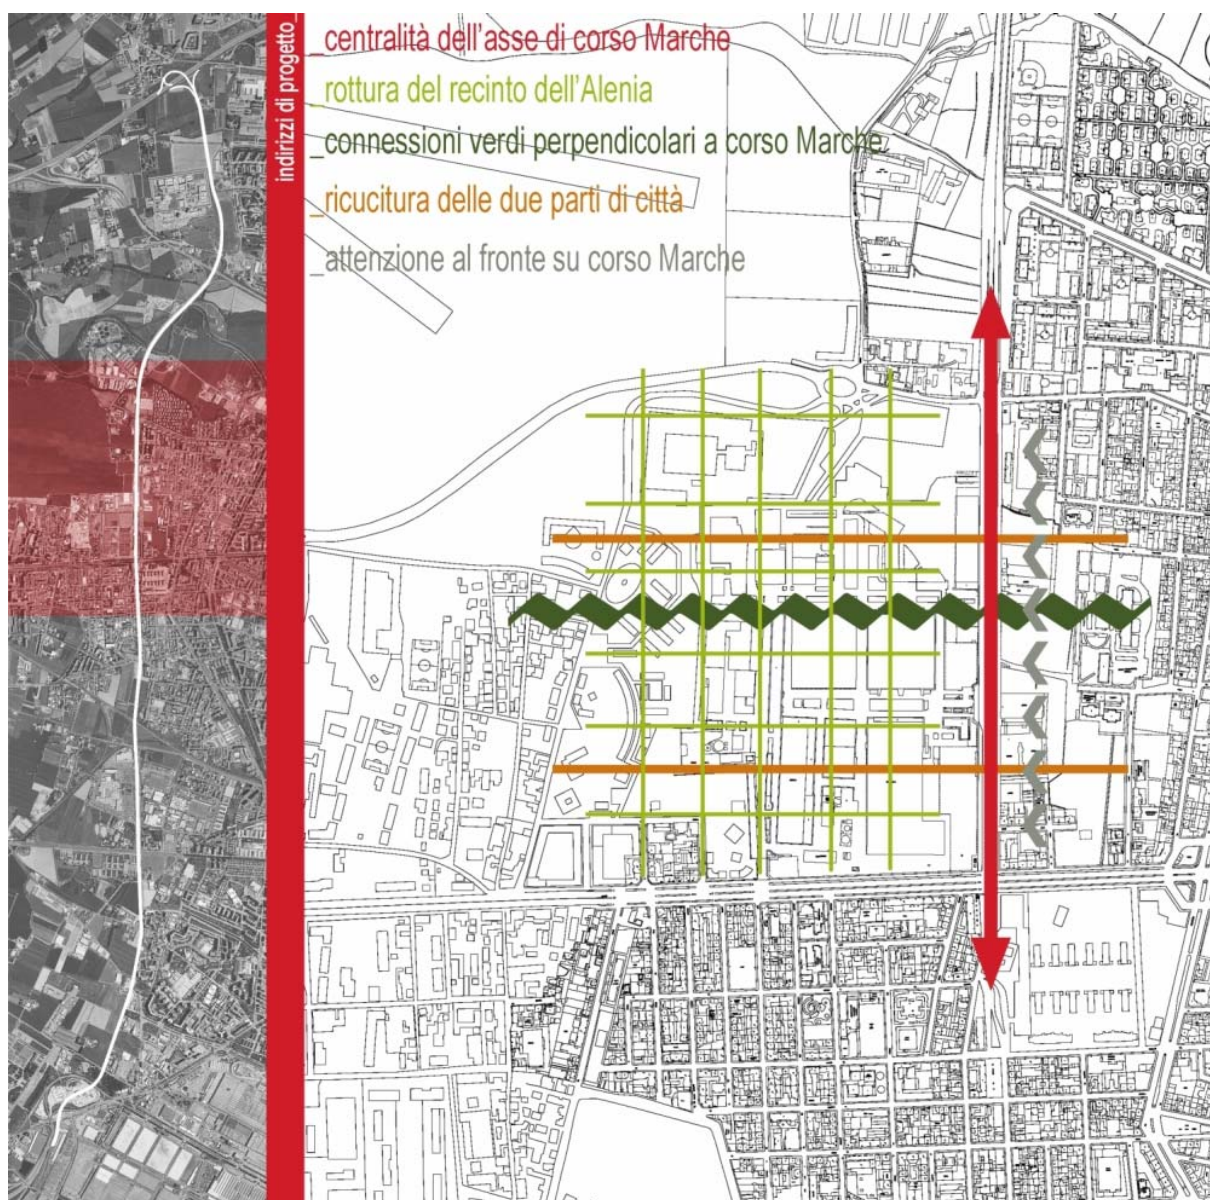 indirizzi di progetto_
_centralità dell'asse di corso Marche
_rottura del recinto dell'Alenia
_connessioni verdi perpendicolari a corso Marche
_ricucitura delle due parti di città
_attenzione al fronte su corso Marche